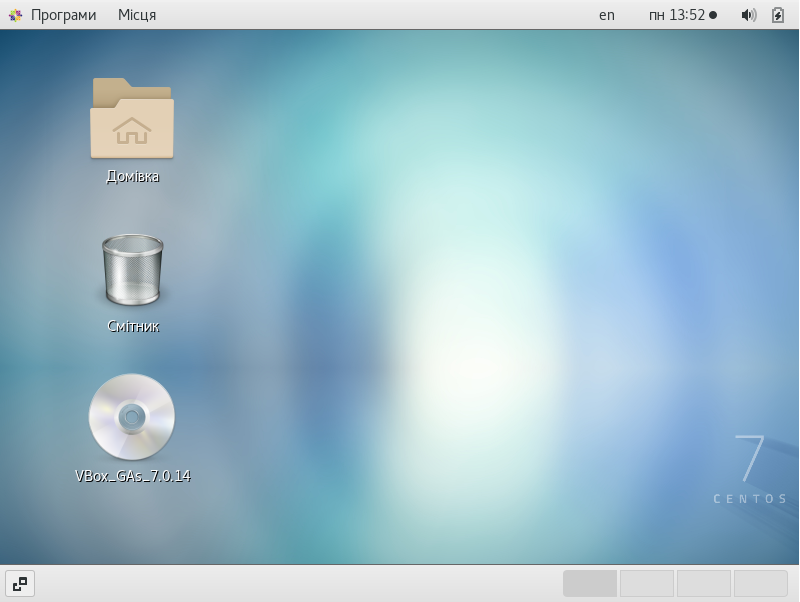 Програми Місця en пн 13:52
Домівка
Смітник
VBox_GAs_7.0.14
7
CENTOS